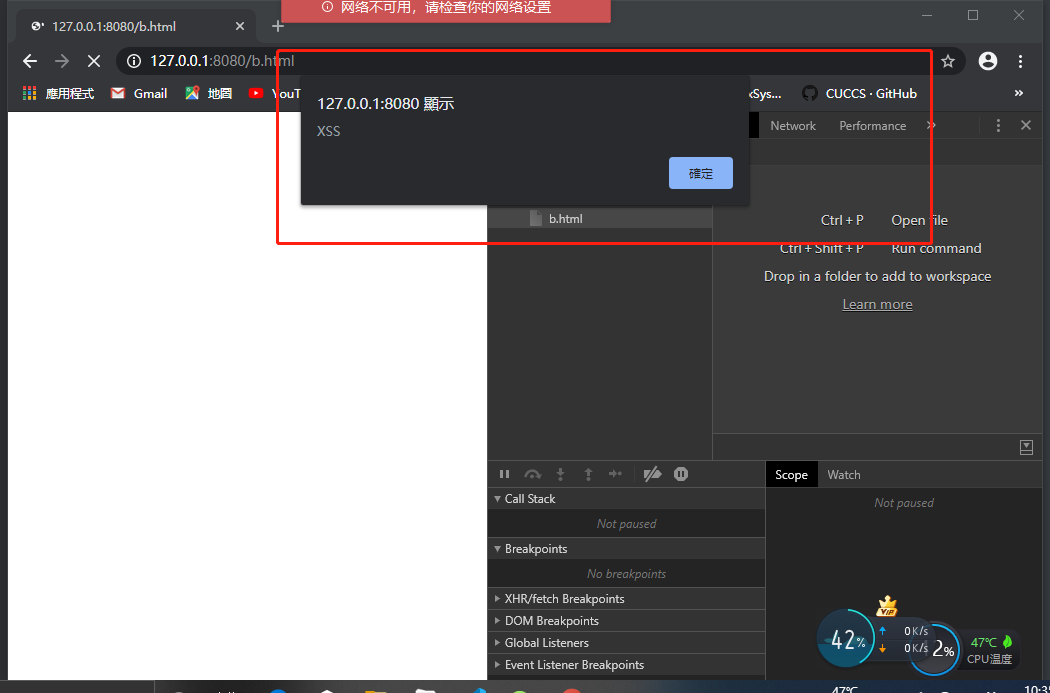 网络不可用，请检查你的网络设置
127.0.0.1:8080/b.html
127.0.0.1:8080/b.html
應用程式
Gmail
地圖
YouT
xSys...
CUCCS · GitHub
»
127.0.0.1:8080 顯示
XSS
確定
Network
Performance
»
b.html
Ctrl + P Open file
Ctrl + Shift + P Run command
Drop in a folder to add to workspace
Learn more
Scope
Watch
Call Stack
Not paused
Not paused
Breakpoints
No breakpoints
XHR/fetch Breakpoints
DOM Breakpoints
Global Listeners
Event Listener Breakpoints
VIP
42%
0K/s
0K/s
2%
47℃
CPU温度
47℃